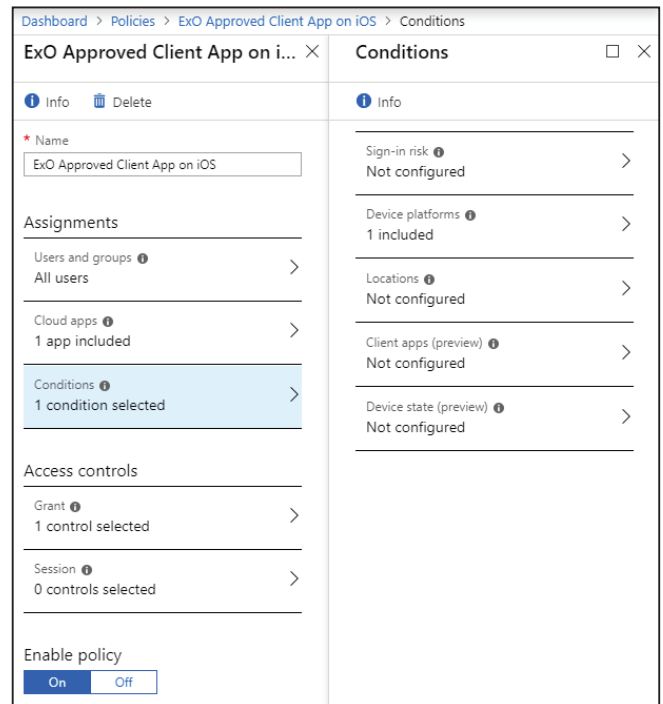 Dashboard > Policies > ExO Approved Client App on iOS > Conditions
ExO Approved Client App on i...
Info Delete
* Name
ExO Approved Client App on iOS
Assignments
Users and groups
All users
Cloud apps
1 app included
Conditions
1 condition selected
Access controls
Grant
1 control selected
Session
0 controls selected
Enable policy
On Off
Conditions
Info
Sign-in risk
Not configured
Device platforms
1 included
Locations
Not configured
Client apps (preview)
Not configured
Device state (preview)
Not configured